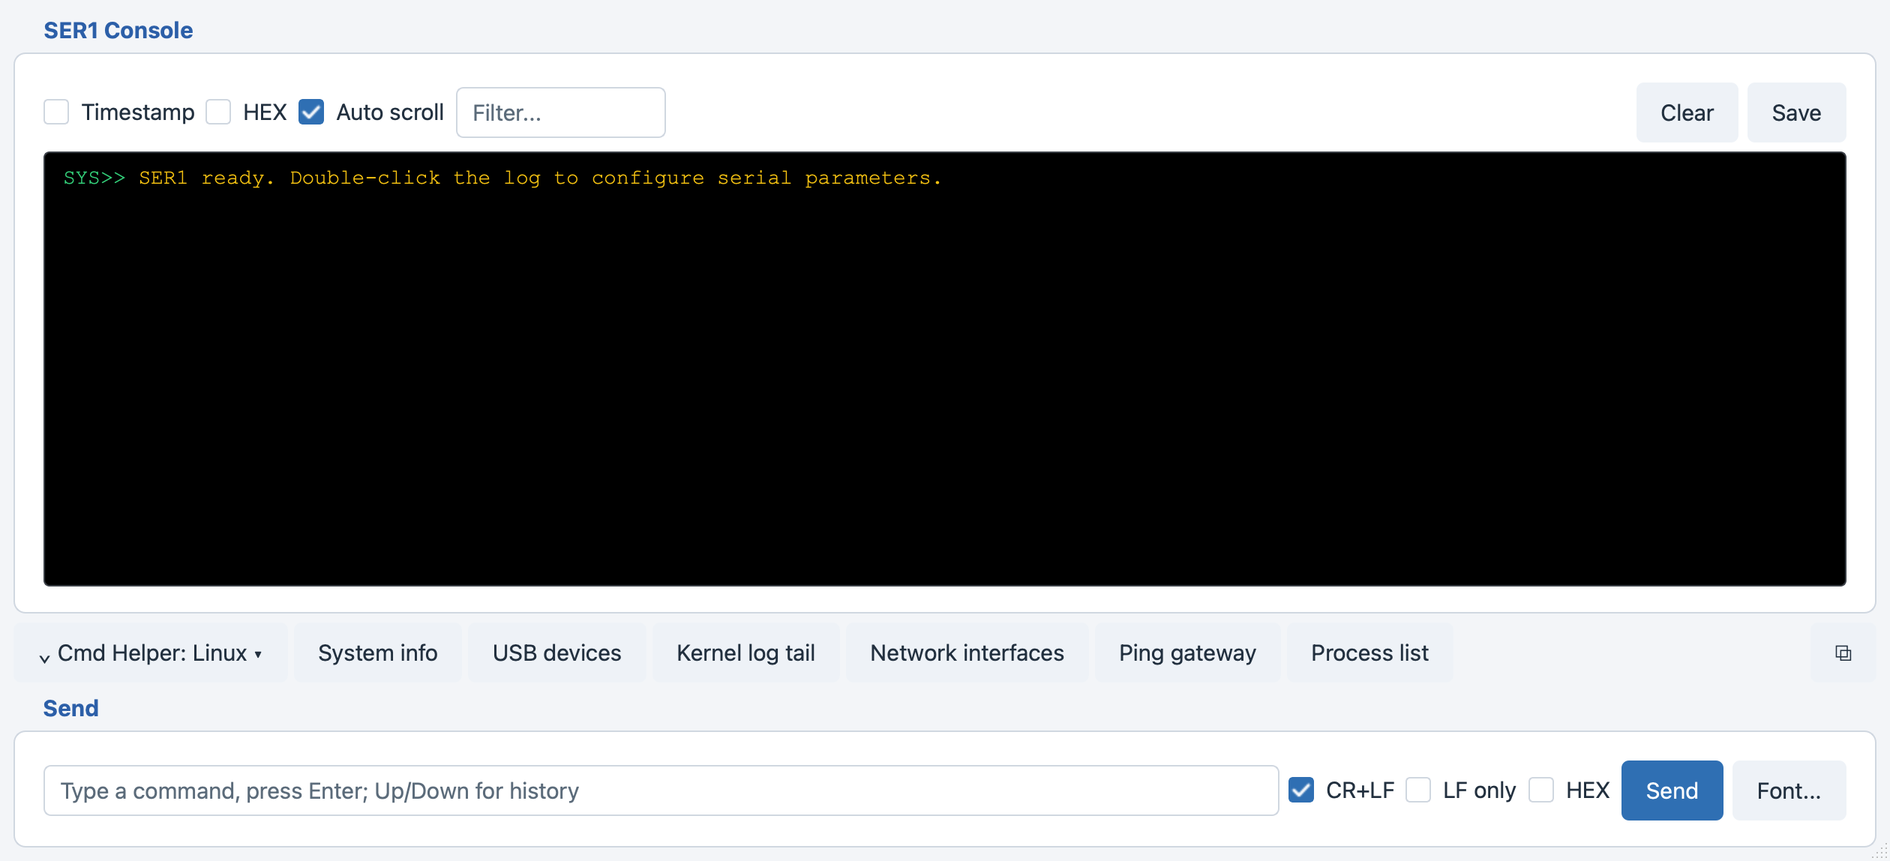 SER1 Console
Timestamp HEX Auto scroll Filter... Clear Save
SYS>> SER1 ready. Double-click the log to configure serial parameters.
Cmd Helper: Linux ▾ System info USB devices Kernel log tail Network interfaces Ping gateway Process list
Send
Type a command, press Enter; Up/Down for history CR+LF LF only HEX Send Font...